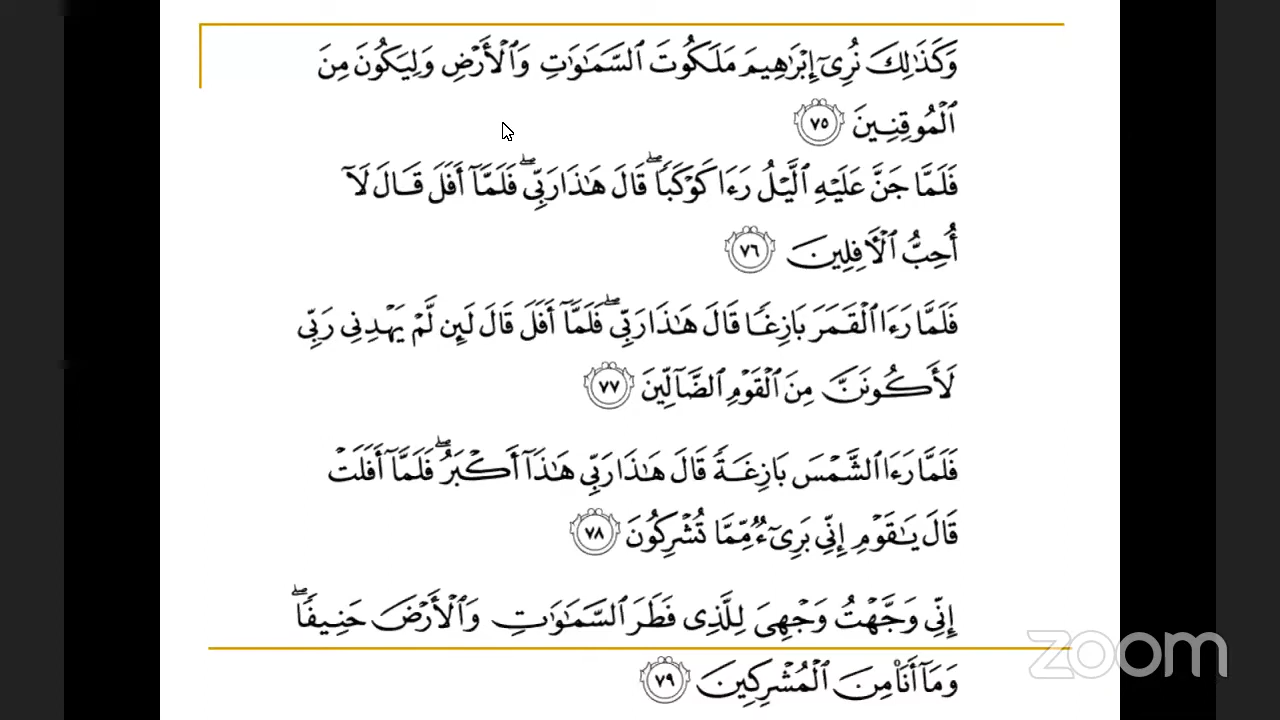 وَكَذَٰلِكَ نُرِىٓ إِبْرَٰهِيمَ مَلَكُوتَ ٱلسَّمَـٰوَٰتِ وَٱلْأَرْضِ وَلِيَكُونَ مِنَ
ٱلْمُوقِنِينَ ٧٥
فَلَمَّا جَنَّ عَلَيْهِ ٱلَّيْلُ رَءَا كَوْكَبًا ۖ قَالَ هَـٰذَا رَبِّى ۖ فَلَمَّآ أَفَلَ قَالَ لَآ
أُحِبُّ ٱلْـَٔافِلِينَ ٧٦
فَلَمَّا رَءَا ٱلْقَمَرَ بَازِغًا قَالَ هَـٰذَا رَبِّى ۖ فَلَمَّآ أَفَلَ قَالَ لَئِن لَّمْ يَهْدِنِى رَبِّى
لَأَكُونَنَّ مِنَ ٱلْقَوْمِ ٱلضَّآلِّينَ ٧٧
فَلَمَّا رَءَا ٱلشَّمْسَ بَازِغَةً قَالَ هَـٰذَا رَبِّى هَـٰذَآ أَكْبَرُ ۖ فَلَمَّآ أَفَلَتْ
قَالَ يَـٰقَوْمِ إِنِّى بَرِىٓءٌ مِّمَّا تُشْرِكُونَ ٧٨
إِنِّى وَجَّهْتُ وَجْهِىَ لِلَّذِى فَطَرَ ٱلسَّمَـٰوَٰتِ وَٱلْأَرْضَ حَنِيفًا ۖ
وَمَآ أَنَا۠ مِنَ ٱلْمُشْرِكِينَ ٧٩
zoom